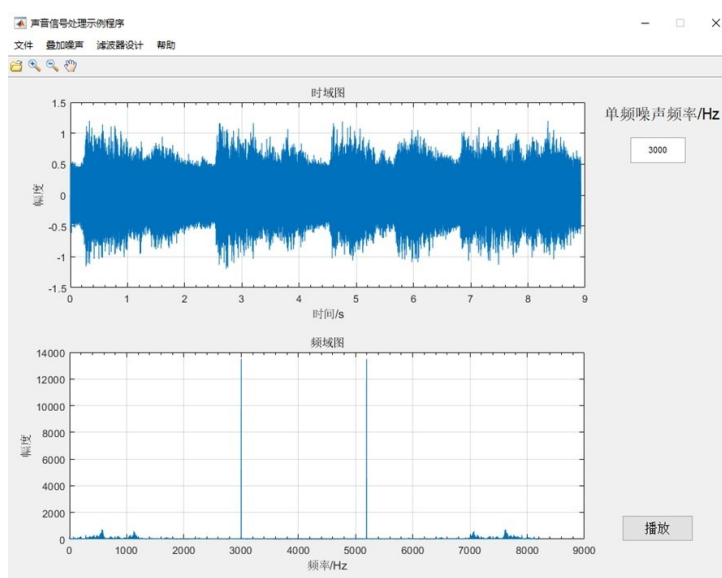 声音信号处理示例程序
文件 叠加噪声 滤波器设计 帮助
时域图
单频噪声频率/Hz
3000
1.5
1
0.5
0
-0.5
-1
-1.5
幅度
0 1 2 3 4 5 6 7 8 9
时间/s
频域图
14000
12000
10000
8000
6000
4000
2000
0
幅度
0 1000 2000 3000 4000 5000 6000 7000 8000 9000
频率/Hz
播放